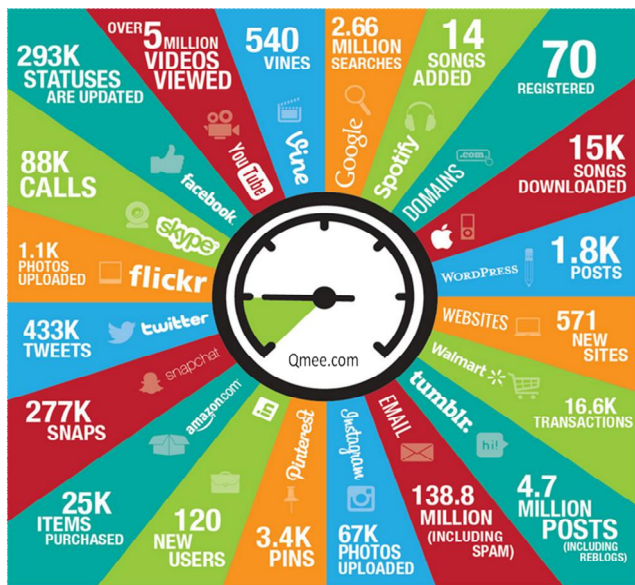 293K
STATUSES
ARE UPDATED
facebook
OVER 5 MILLION
VIDEOS
VIEWED
YouTube
540
VINES
Vine
2.66
MILLION
SEARCHES
Google
14
SONGS
ADDED
Spotify
70
REGISTERED
.com
DOMAINS
15K
SONGS
DOWNLOADED
1.8K
POSTS
WORDPRESS
571
NEW
SITES
WEBSITES
Walmart
16.6K
TRANSACTIONS
tumblr.
hi!
4.7
MILLION
POSTS
(INCLUDING
REBLOGS)
EMAIL
138.8
MILLION
(INCLUDING
SPAM)
Instagram
67K
PHOTOS
UPLOADED
Pinterest
3.4K
PINS
in
120
NEW
USERS
amazon.com
25K
ITEMS
PURCHASED
snapchat
277K
SNAPS
twitter
433K
TWEETS
flickr
1.1K
PHOTOS
UPLOADED
skype
88K
CALLS
Qmee.com